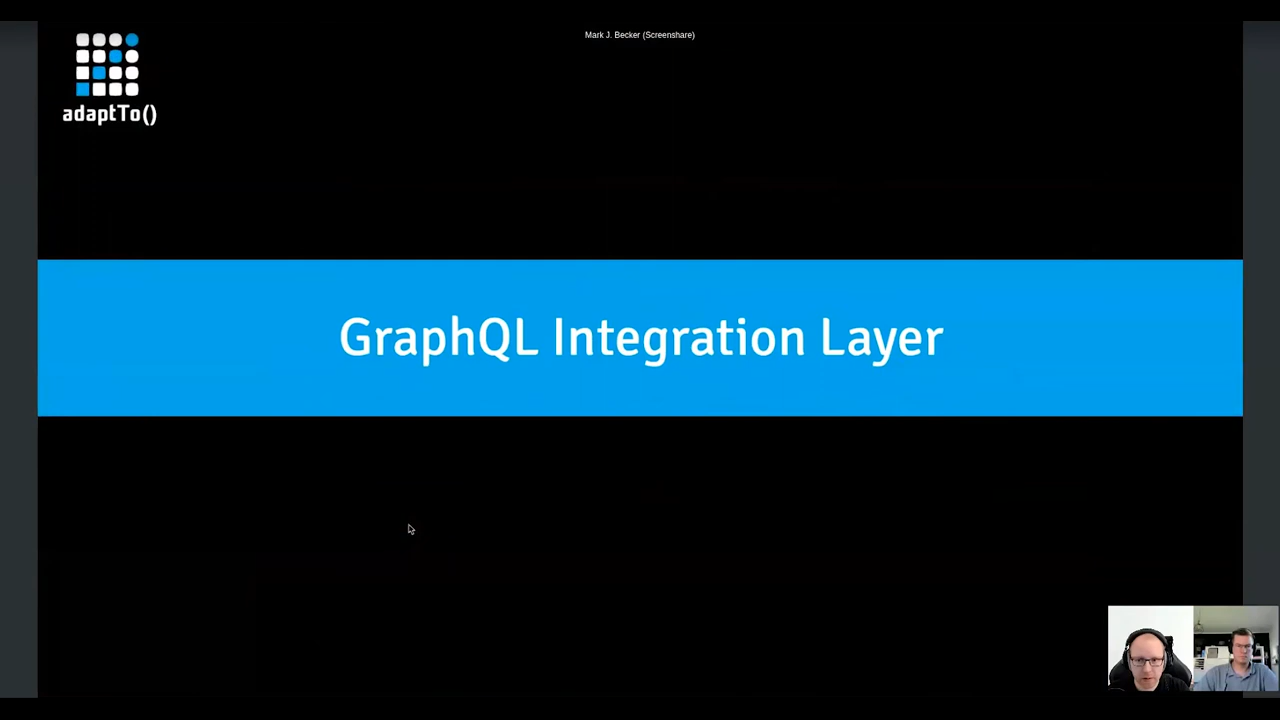 Mark J. Becker (Screenshare)
adaptTo()
GraphQL Integration Layer